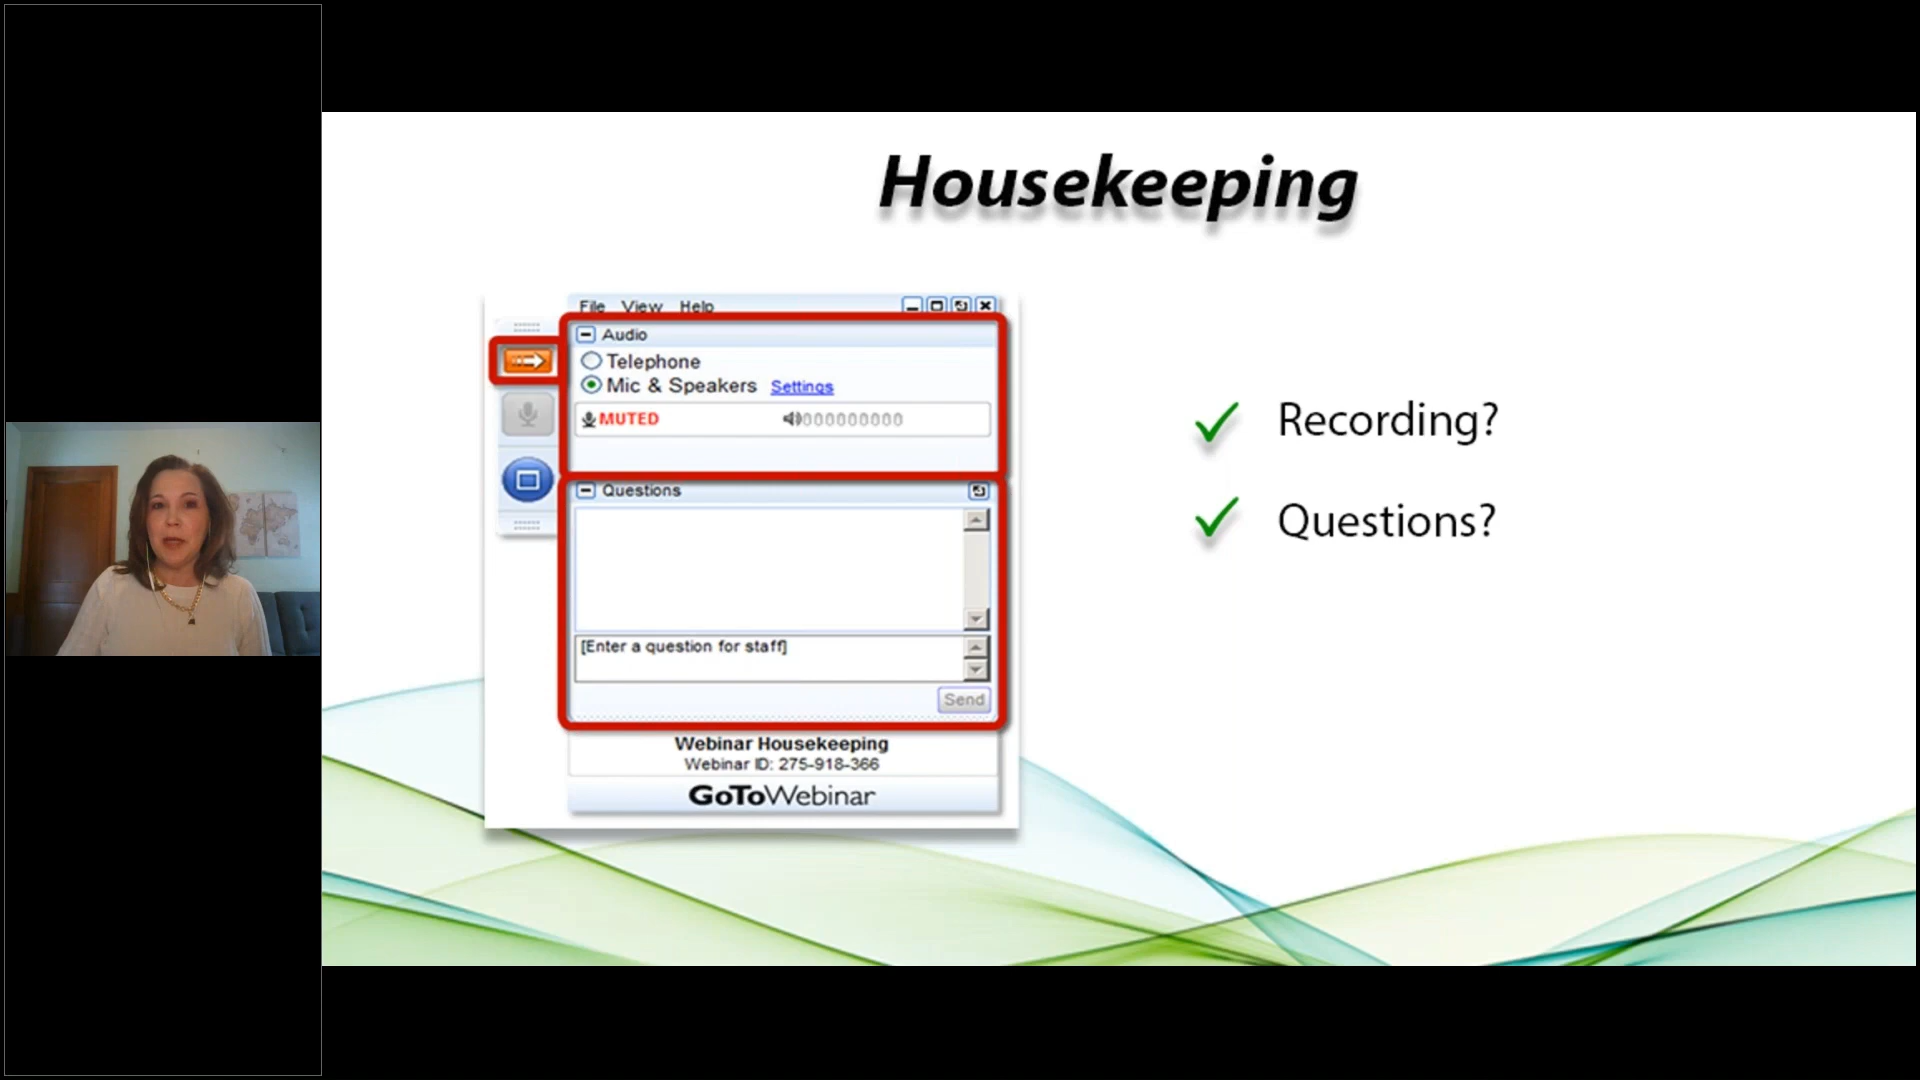 Housekeeping
File View Help
Audio
Telephone
Mic & Speakers Settings
MUTED
Questions
[Enter a question for staff]
Send
Webinar Housekeeping
Webinar ID: 275-918-366
GoToWebinar
Recording?
Questions?